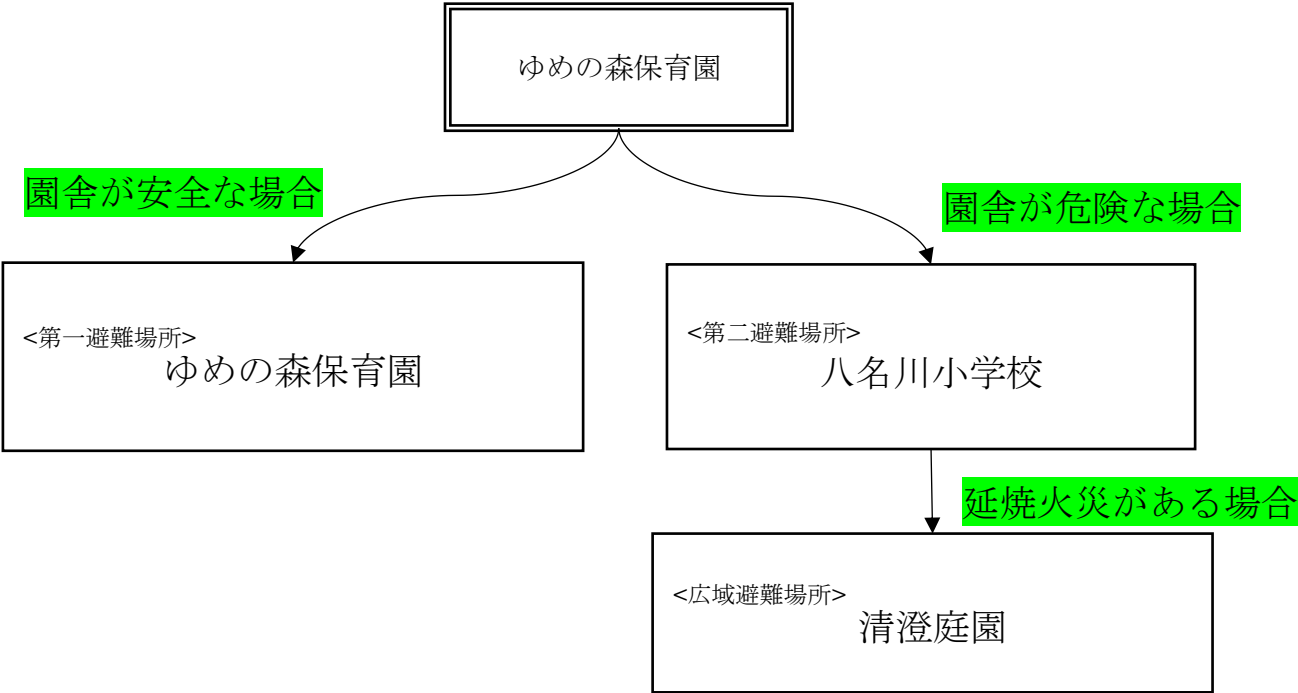 ゆめの森保育園
園舎が安全な場合
園舎が危険な場合
<第一避難場所>
ゆめの森保育園
<第二避難場所>
八名川小学校
延焼火災がある場合
<広域避難場所>
清澄庭園